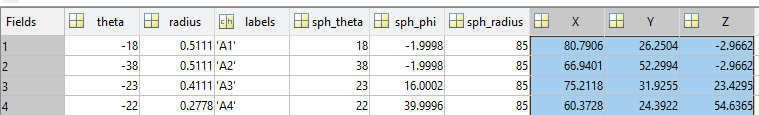 Fields theta radius labels sph_theta sph_phi sph_radius X Y Z
1 -18 0.5111 'A1' 18 -1.9998 85 80.7906 26.2504 -2.9662
2 -38 0.5111 'A2' 38 -1.9998 85 66.9401 52.2994 -2.9662
3 -23 0.4111 'A3' 23 16.0002 85 75.2118 31.9255 23.4295
4 -22 0.2778 'A4' 22 39.9996 85 60.3728 24.3922 54.6365